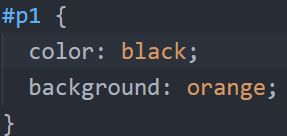 #p1 {
  color: black;
  background: orange;
}